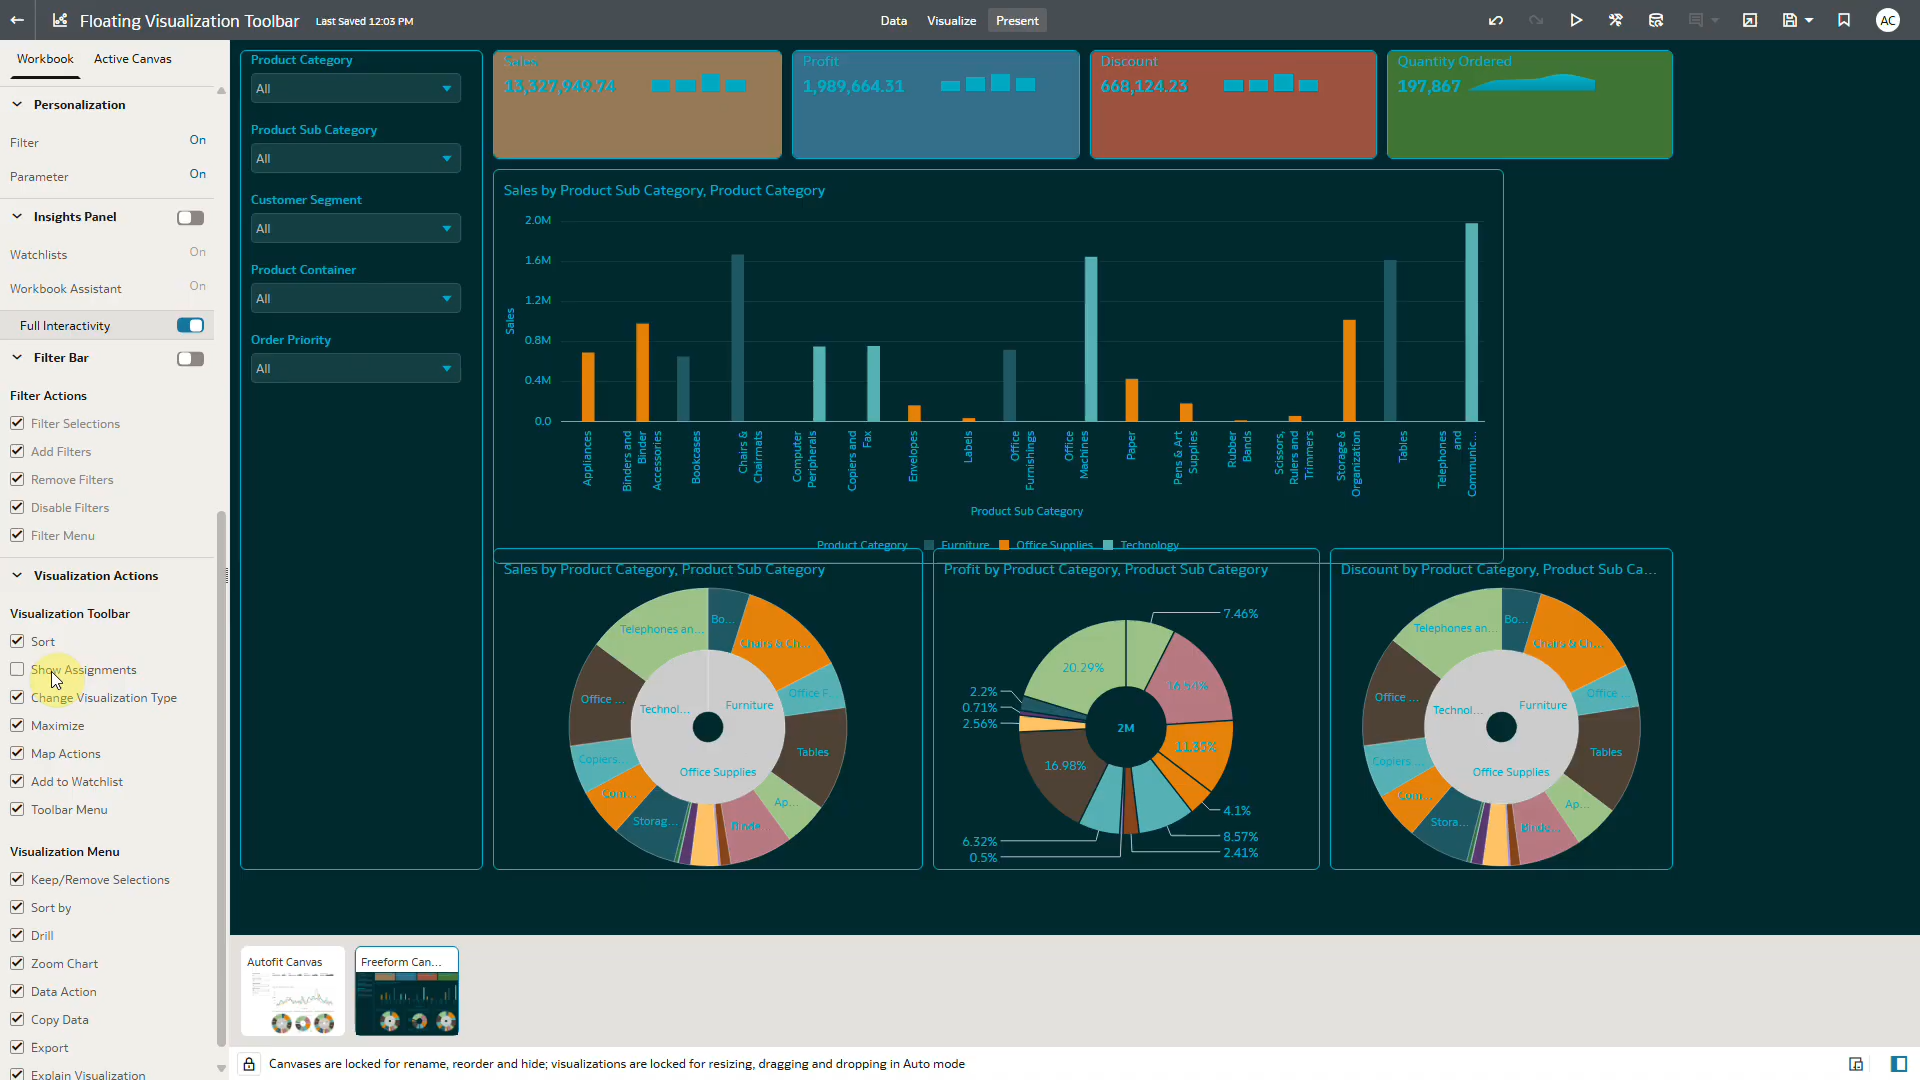 Floating Visualization Toolbar
Last Saved 12:03 PM
Data
Visualize
Present
AC
Workbook
Active Canvas
Personalization
Filter
On
Parameter
On
Insights Panel
Watchlists
On
Workbook Assistant
On
Full Interactivity
Filter Bar
Filter Actions
Filter Selections
Add Filters
Remove Filters
Disable Filters
Filter Menu
Visualization Actions
Visualization Toolbar
Sort
Show Assignments
Change Visualization Type
Maximize
Map Actions
Add to Watchlist
Toolbar Menu
Visualization Menu
Keep/Remove Selections
Sort by
Drill
Zoom Chart
Data Action
Copy Data
Export
Explain Visualization
Product Category
All
Product Sub Category
All
Customer Segment
All
Product Container
All
Order Priority
All
Sales
13,327,949.74
Profit
1,989,664.31
Discount
668,124.23
Quantity Ordered
197,867
Sales by Product Sub Category, Product Category
2.0M
1.6M
1.2M
0.8M
0.4M
0.0
Sales
Appliances
Binders and
Binder
Accessories
Bookcases
Chairs &
Chairmats
Computer
Peripherals
Copiers and
Fax
Envelopes
Labels
Office
Furnishings
Office
Machines
Paper
Pens & Art
Supplies
Rubber
Bands
Scissors,
Rulers and
Trimmers
Storage &
Organization
Tables
Telephones
and
Communic...
Product Sub Category
Product Category
Furniture
Office Supplies
Technology
Sales by Product Category, Product Sub Category
Telephones an...
Bo...
Chairs & Ch...
Office F...
Tables
Ap...
Binde...
Storag...
Com...
Copiers...
Office ...
Technol...
Furniture
Office Supplies
Profit by Product Category, Product Sub Category
7.46%
16.54%
11.35%
4.1%
8.57%
2.41%
0.5%
6.32%
16.98%
2.56%
0.71%
2.2%
20.29%
2M
Discount by Product Category, Product Sub Ca...
Telephones an...
Bo...
Chairs & Ch...
Office ...
Tables
Ap...
Binde...
Stora...
Com...
Copiers ...
Office ...
Technol...
Furniture
Office Supplies
Autofit Canvas
Freeform Can...
Canvases are locked for rename, reorder and hide; visualizations are locked for resizing, dragging and dropping in Auto mode